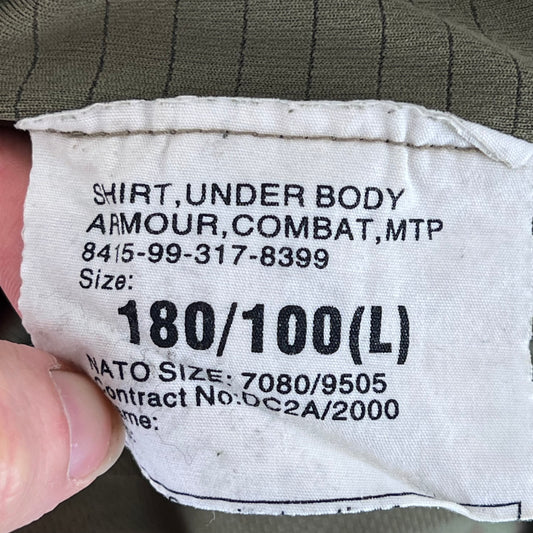 SHIRT,UNDER BODY
ARMOUR,COMBAT,MTP
8415-99-317-8399
Size:
180/100(L)
NATO SIZE: 7080/9505
Contract No:DC2A/2000